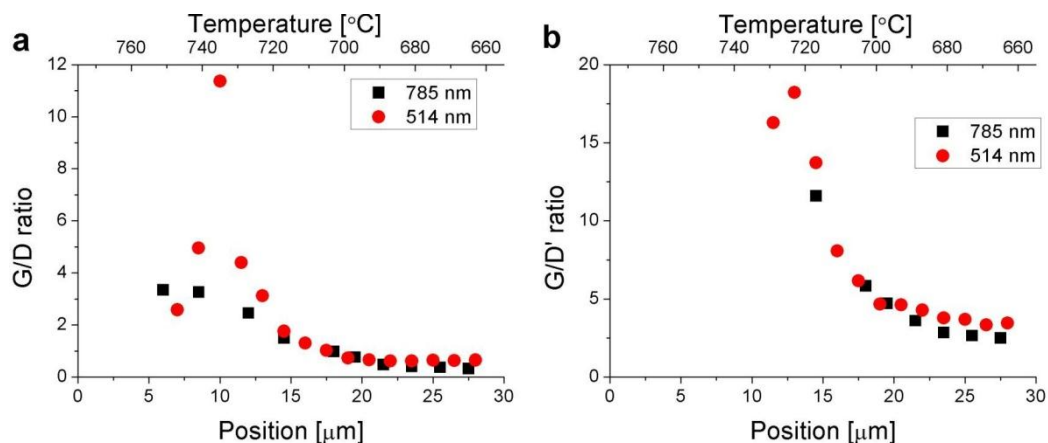 a
Temperature [°C]
760 740 720 700 680 660
12
10
8
6
4
2
0
G/D ratio
785 nm
514 nm
0 5 10 15 20 25 30
Position [μm]
b
Temperature [°C]
760 740 720 700 680 660
20
15
10
5
0
G/D' ratio
785 nm
514 nm
0 5 10 15 20 25 30
Position [μm]